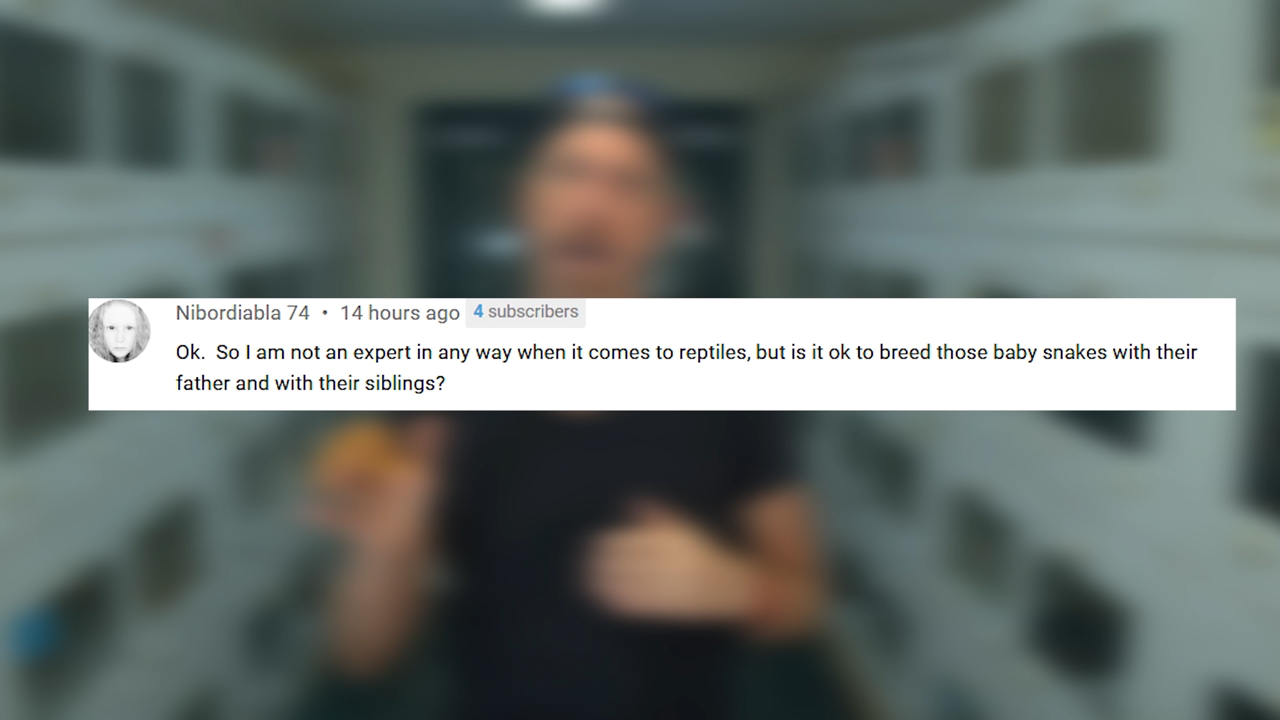 Nibordiabla 74 • 14 hours ago 4 subscribers
Ok.  So I am not an expert in any way when it comes to reptiles, but is it ok to breed those baby snakes with their
father and with their siblings?